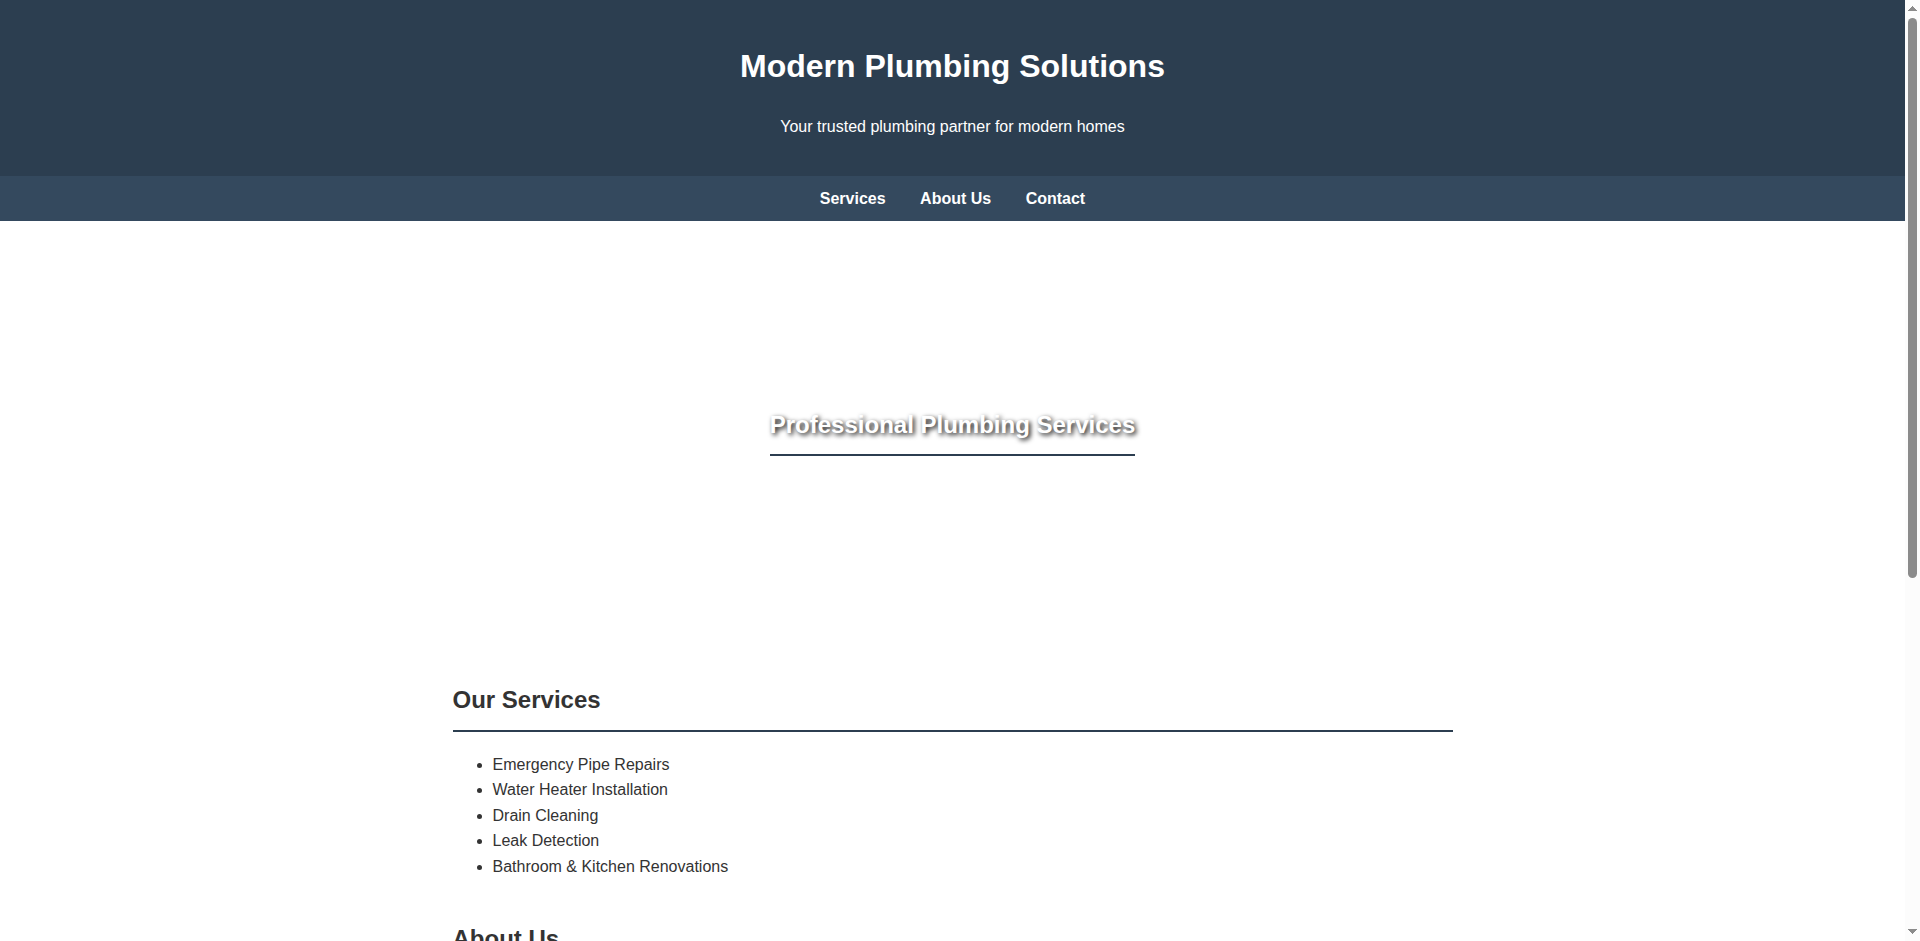 Modern Plumbing Solutions
Your trusted plumbing partner for modern homes
Services About Us Contact
Professional Plumbing Services
Our Services
Emergency Pipe Repairs
Water Heater Installation
Drain Cleaning
Leak Detection
Bathroom & Kitchen Renovations
About Us